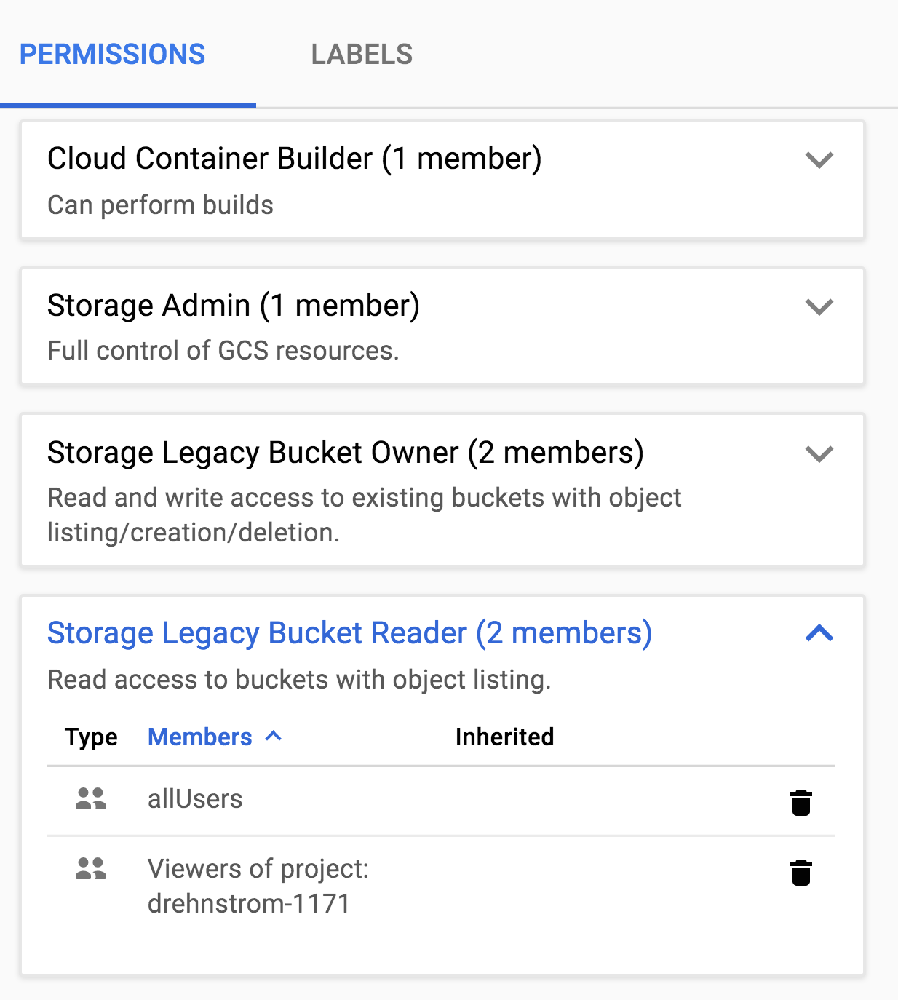 PERMISSIONS LABELS
Cloud Container Builder (1 member)
Can perform builds
Storage Admin (1 member)
Full control of GCS resources.
Storage Legacy Bucket Owner (2 members)
Read and write access to existing buckets with object
listing/creation/deletion.
Storage Legacy Bucket Reader (2 members)
Read access to buckets with object listing.
Type Members Inherited
allUsers
Viewers of project:
drehnstrom-1171